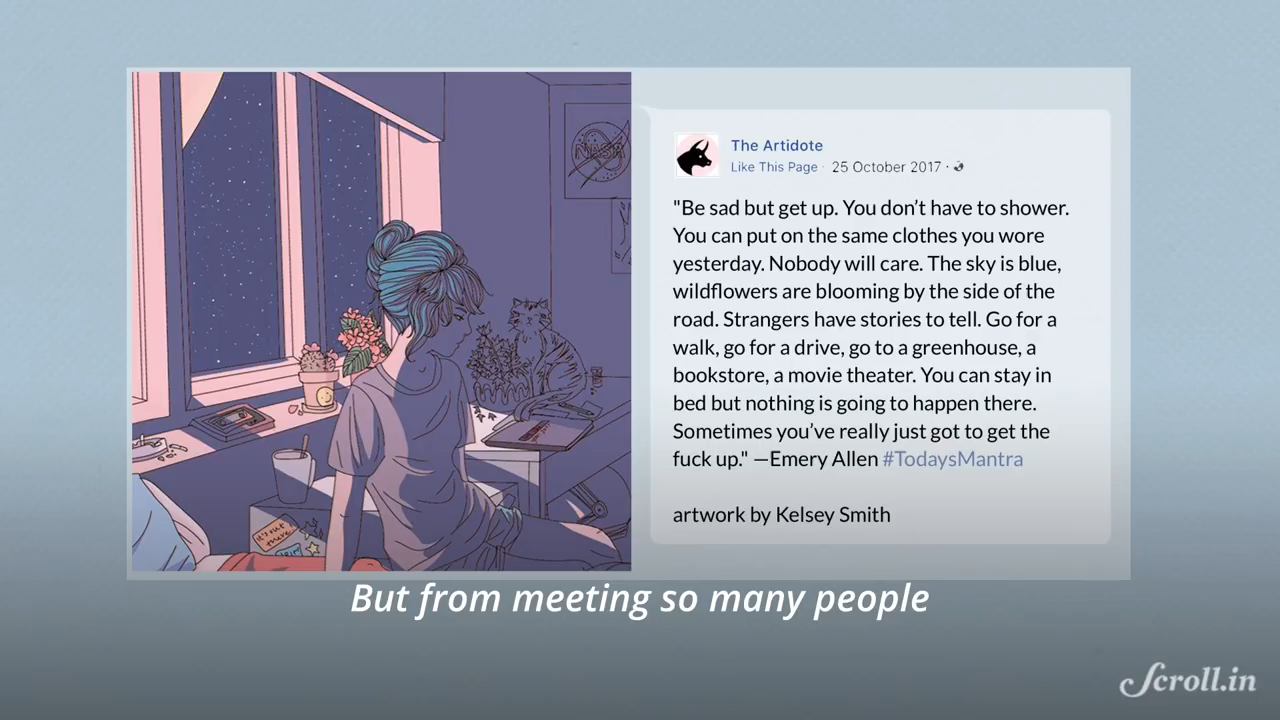 NASA
The Artidote
Like This Page · 25 October 2017 ·
"Be sad but get up. You don’t have to shower.
You can put on the same clothes you wore
yesterday. Nobody will care. The sky is blue,
wildflowers are blooming by the side of the
road. Strangers have stories to tell. Go for a
walk, go for a drive, go to a greenhouse, a
bookstore, a movie theater. You can stay in
bed but nothing is going to happen there.
Sometimes you’ve really just got to get the
fuck up." —Emery Allen #TodaysMantra
artwork by Kelsey Smith
it's out
there
But from meeting so many people
Scroll.in